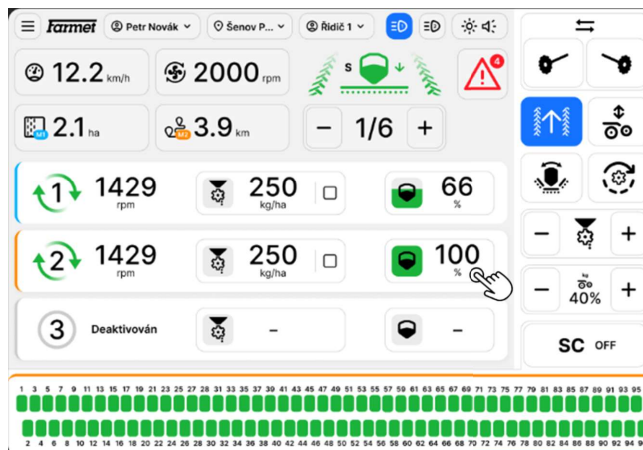 Farmet Petr Novák Šenov P... Řidič 1
12.2 km/h 2000 rpm S 4
2.1 ha M1 3.9 km M2 1/6
1 1429 rpm 250 kg/ha 66 %
2 1429 rpm 250 kg/ha 100 %
3 Deaktivován - -
kg
40%
SC OFF
1 3 5 7 9 11 13 15 17 19 21 23 25 27 28 31 33 35 37 39 41 43 45 47 49 51 53 55 57 59 61 63 65 67 69 71 73 75 77 79 81 83 85 87 89 91 93 95
2 4 6 8 10 12 14 16 18 20 22 24 26 28 30 32 34 36 38 40 42 44 46 48 50 52 54 56 58 60 62 64 66 68 70 72 74 76 78 80 82 84 86 88 90 92 94